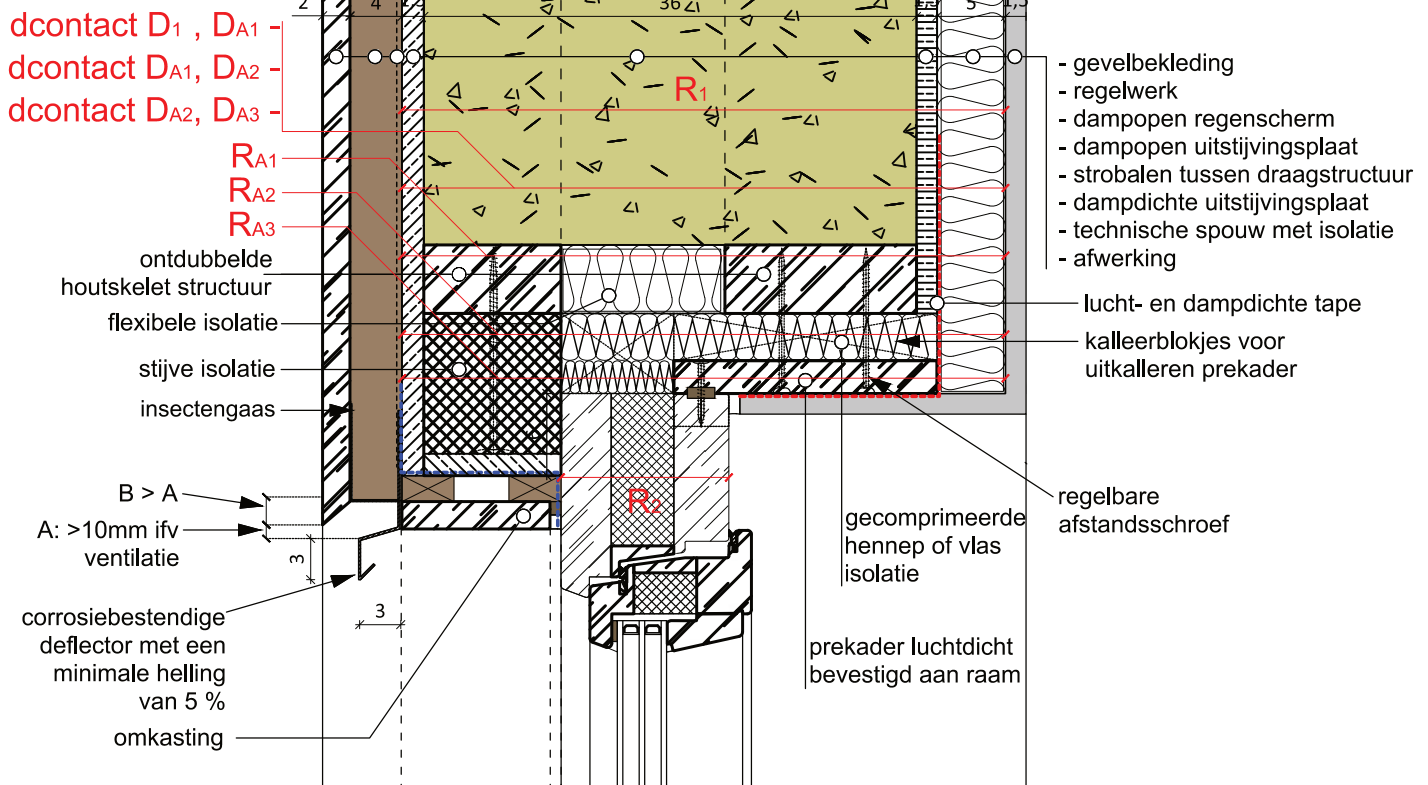 2
4
36
5
1,5
dcontact D1 , DA1 -
dcontact DA1, DA2 -
dcontact DA2, DA3 -
R1
RA1
RA2
RA3
ontdubbelde
houtskelet structuur
flexibele isolatie
stijve isolatie
insectengaas
B > A
A: >10mm ifv
ventilatie
3
3
corrosiebestendige
deflector met een
minimale helling
van 5 %
omkasting
R2
- gevelbekleding
- regelwerk
- dampopen regenscherm
- dampopen uitstijvingsplaat
- strobalen tussen draagstructuur
- dampdichte uitstijvingsplaat
- technische spouw met isolatie
- afwerking
lucht- en dampdichte tape
kalleerblokjes voor
uitkalleren prekader
regelbare
afstandsschroef
gecomprimeerde
hennep of vlas
isolatie
prekader luchtdicht
bevestigd aan raam